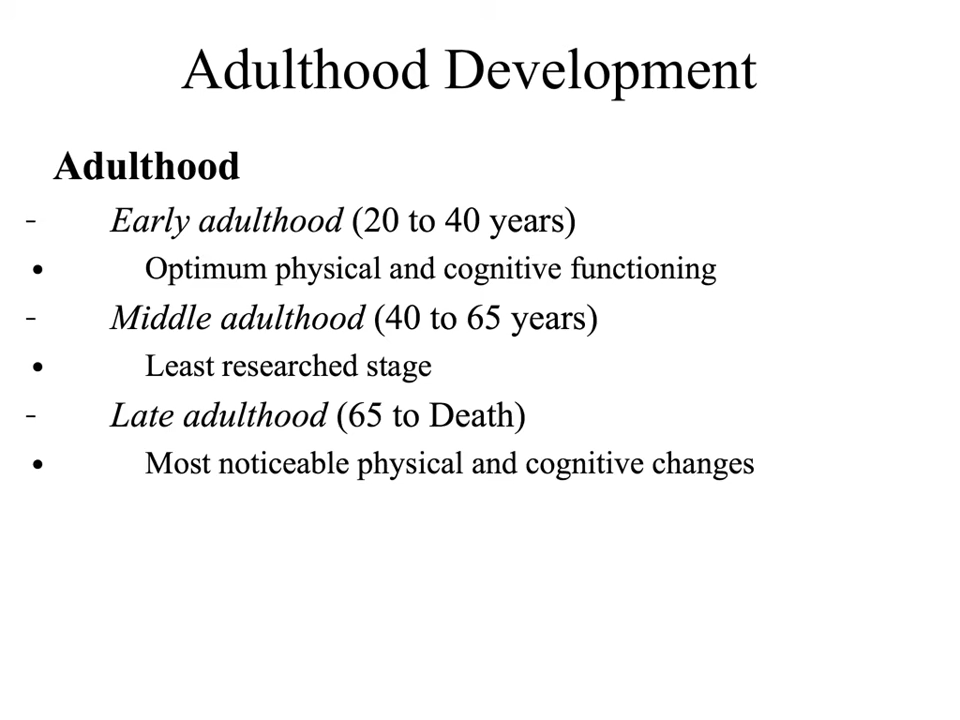 Adulthood Development
Adulthood
- Early adulthood (20 to 40 years)
• Optimum physical and cognitive functioning
- Middle adulthood (40 to 65 years)
• Least researched stage
- Late adulthood (65 to Death)
• Most noticeable physical and cognitive changes